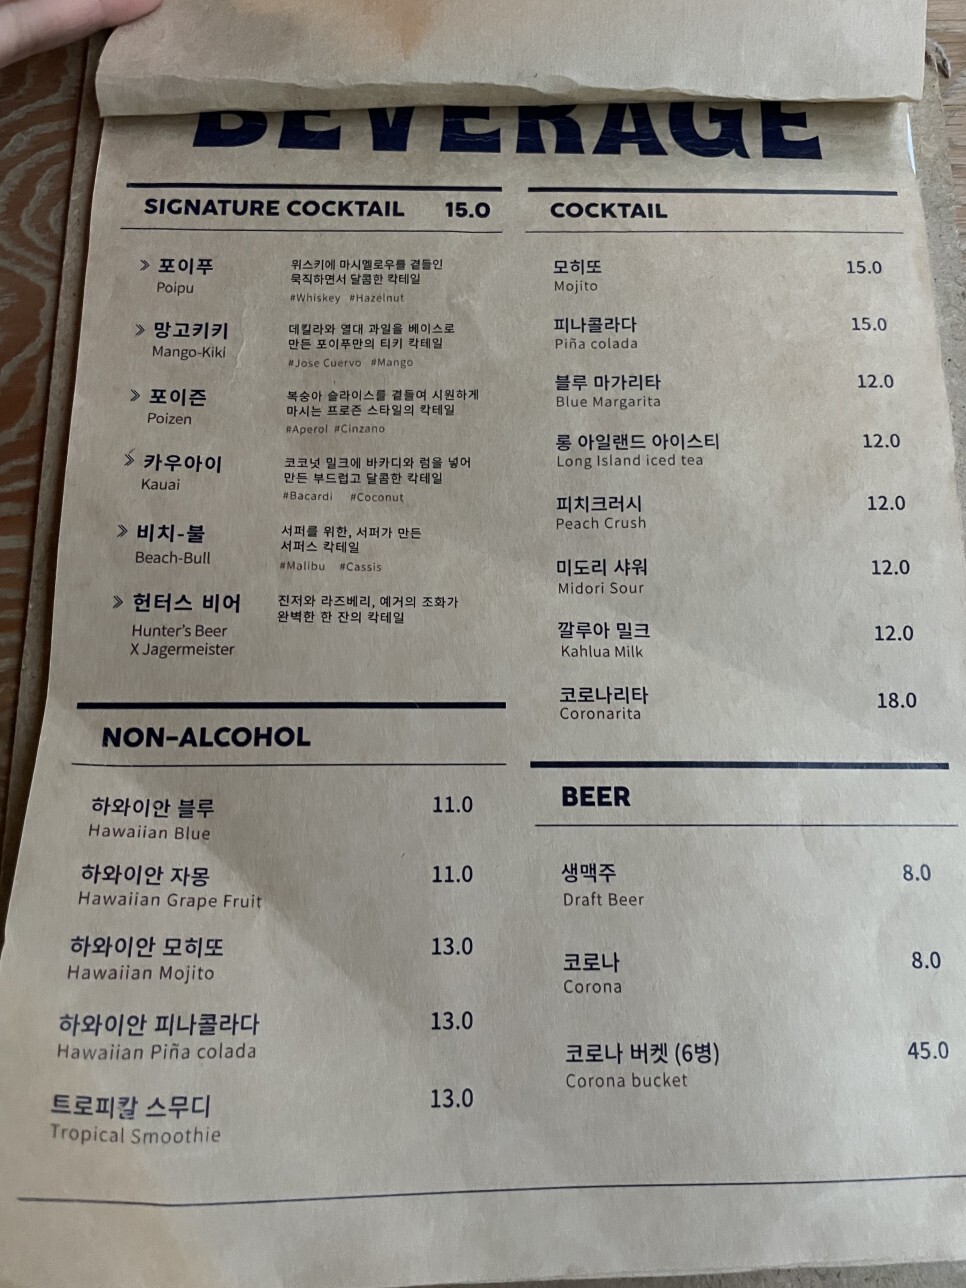 BEVERAGE
SIGNATURE COCKTAIL 15.0
포이푸
Poipu
위스키에 마시멜로우를 곁들인
묵직하면서 달콤한 칵테일
#Whiskey #Hazelnut
망고키키
Mango-Kiki
데킬라와 열대 과일을 베이스로
만든 포이푸만의 티키 칵테일
#Jose Cuervo #Mango
포이즌
Poizen
복숭아 슬라이스를 곁들여 시원하게
마시는 프로즌 스타일의 칵테일
#Aperol #Cinzano
카우아이
Kauai
코코넛 밀크에 바카디와 럼을 넣어
만든 부드럽고 달콤한 칵테일
#Bacardi #Coconut
비치-불
Beach-Bull
서퍼를 위한, 서퍼가 만든
서퍼스 칵테일
#Malibu #Cassis
헌터스 비어
Hunter's Beer
X Jagermeister
진저와 라즈베리, 예거의 조화가
완벽한 한 잔의 칵테일
NON-ALCOHOL
하와이안 블루 11.0
Hawaiian Blue
하와이안 자몽 11.0
Hawaiian Grape Fruit
하와이안 모히또 13.0
Hawaiian Mojito
하와이안 피나콜라다 13.0
Hawaiian Piña colada
트로피칼 스무디 13.0
Tropical Smoothie
COCKTAIL
모히또 15.0
Mojito
피나콜라다 15.0
Piña colada
블루 마가리타 12.0
Blue Margarita
롱 아일랜드 아이스티 12.0
Long Island iced tea
피치크러시 12.0
Peach Crush
미도리 샤워 12.0
Midori Sour
깔루아 밀크 12.0
Kahlua Milk
코로나리타 18.0
Coronarita
BEER
생맥주 8.0
Draft Beer
코로나 8.0
Corona
코로나 버켓 (6병) 45.0
Corona bucket